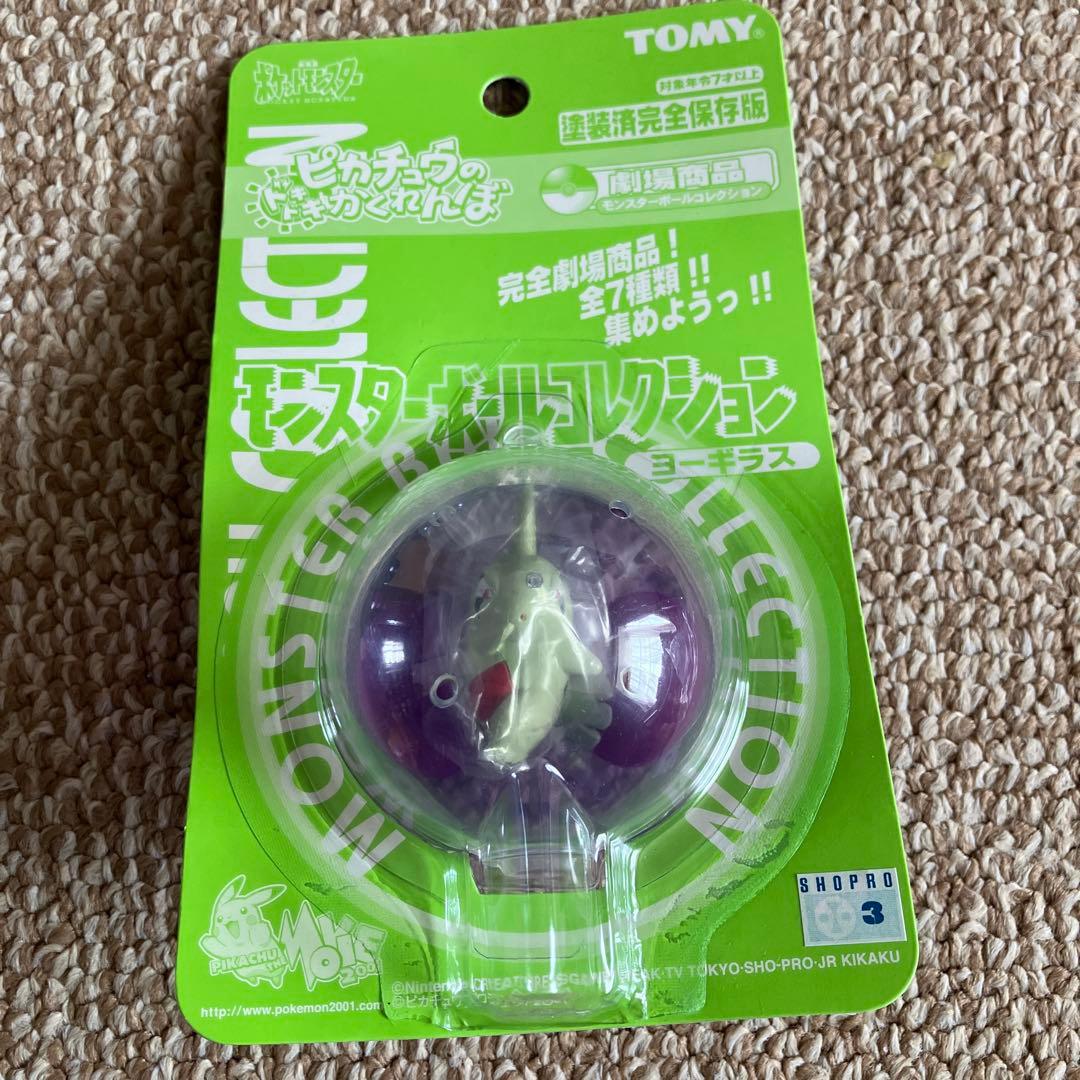 TOMY®
ポケットモンスター
対象年令7才以上
塗装済完全保存版
ピカチュウの
ドキドキかくれんぼ
劇場商品
モンスターボールコレクション
完全劇場商品!
全7種類!!
集めようっ!!
モンスターボールコレクション
ヨーギラス
MONSTER BALL COLLECTION
SHOPRO
3
PIKACHU THE MOVIE 2001
©Nintendo CREATURES GAME FREAK・TV TOKYO・SHO-PRO・JR KIKAKU
©ピカチュウ
http://www.pokemon2001.com